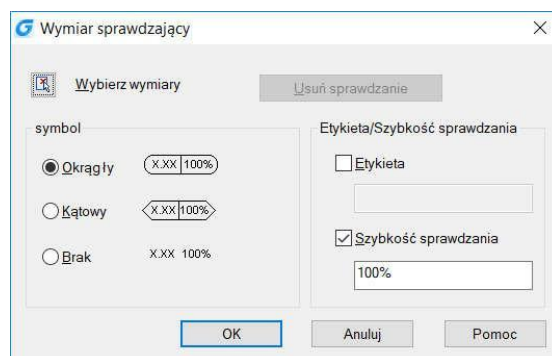 Wymiar sprawdzający
Wybierz wymiary
Usuń sprawdzanie
symbol
Okrągły X.XX 100%
Kątowy X.XX 100%
Brak X.XX 100%
Etykieta/Szybkość sprawdzania
Etykieta
Szybkość sprawdzania
100%
OK Anuluj Pomoc